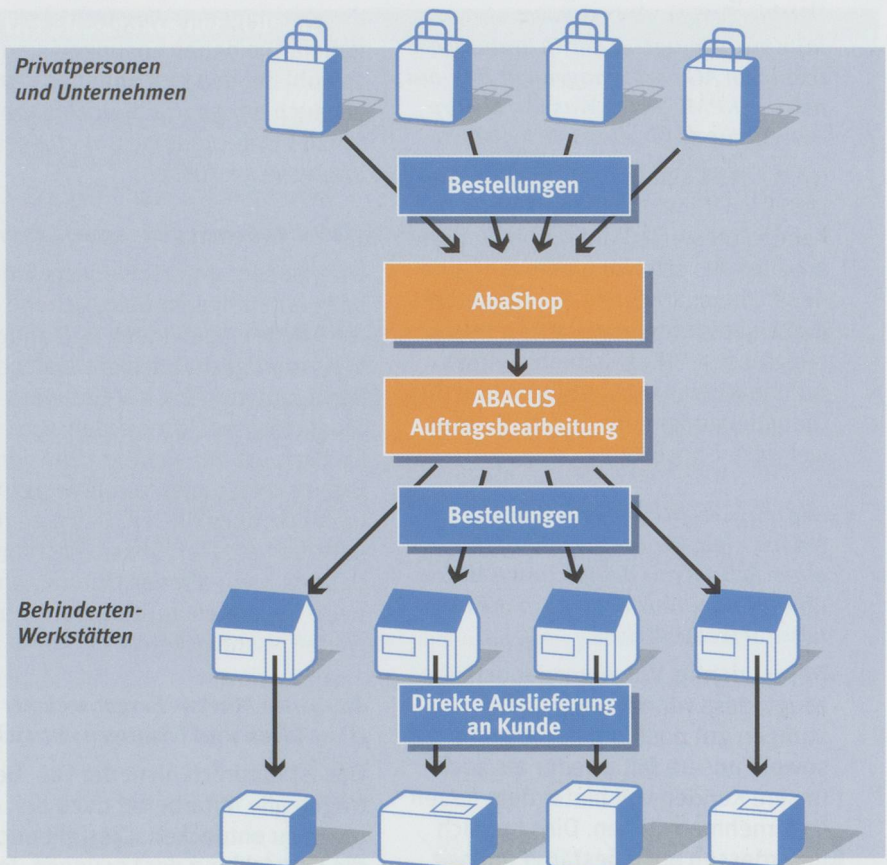 Privatpersonen
und Unternehmen
Bestellungen
AbaShop
ABACUS
Auftragsbearbeitung
Bestellungen
Behinderten-
Werkstätten
Direkte Auslieferung
an Kunde